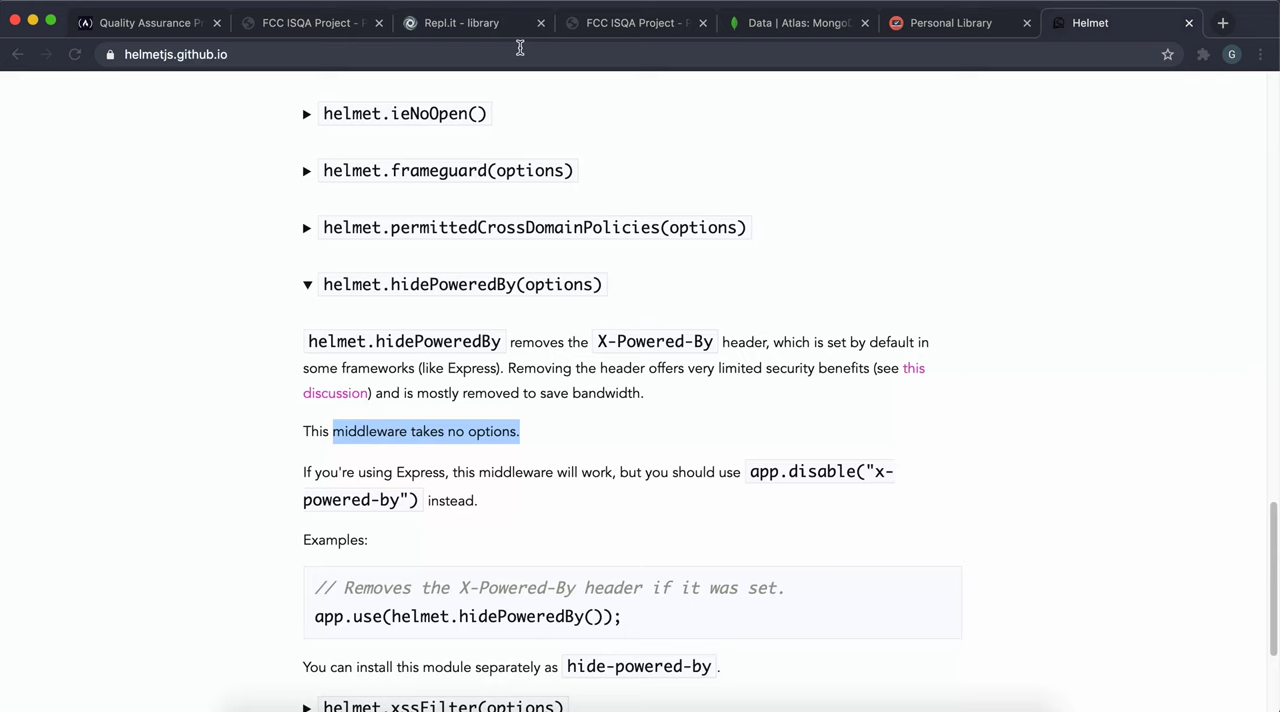 Quality Assurance Pr
FCC ISQA Project - P
Repl.it - library
FCC ISQA Project - P
Data | Atlas: MongoD
Personal Library
Helmet
helmetjs.github.io
G
helmet.ieNoOpen()
helmet.frameguard(options)
helmet.permittedCrossDomainPolicies(options)
helmet.hidePoweredBy(options)
helmet.hidePoweredBy removes the X-Powered-By header, which is set by default in
some frameworks (like Express). Removing the header offers very limited security benefits (see this
discussion) and is mostly removed to save bandwidth.
This middleware takes no options.
If you're using Express, this middleware will work, but you should use app.disable("x-
powered-by") instead.
Examples:
// Removes the X-Powered-By header if it was set.
app.use(helmet.hidePoweredBy());
You can install this module separately as hide-powered-by.
helmet.xssFilter(options)